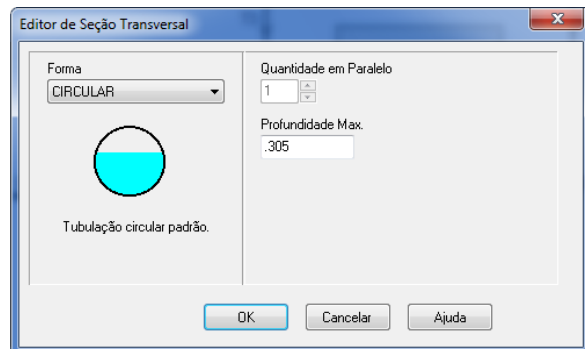 Editor de Seção Transversal
Forma
CIRCULAR
Tubulação circular padrão.
Quantidade em Paralelo
1
Profundidade Max.
.305
OK
Cancelar
Ajuda